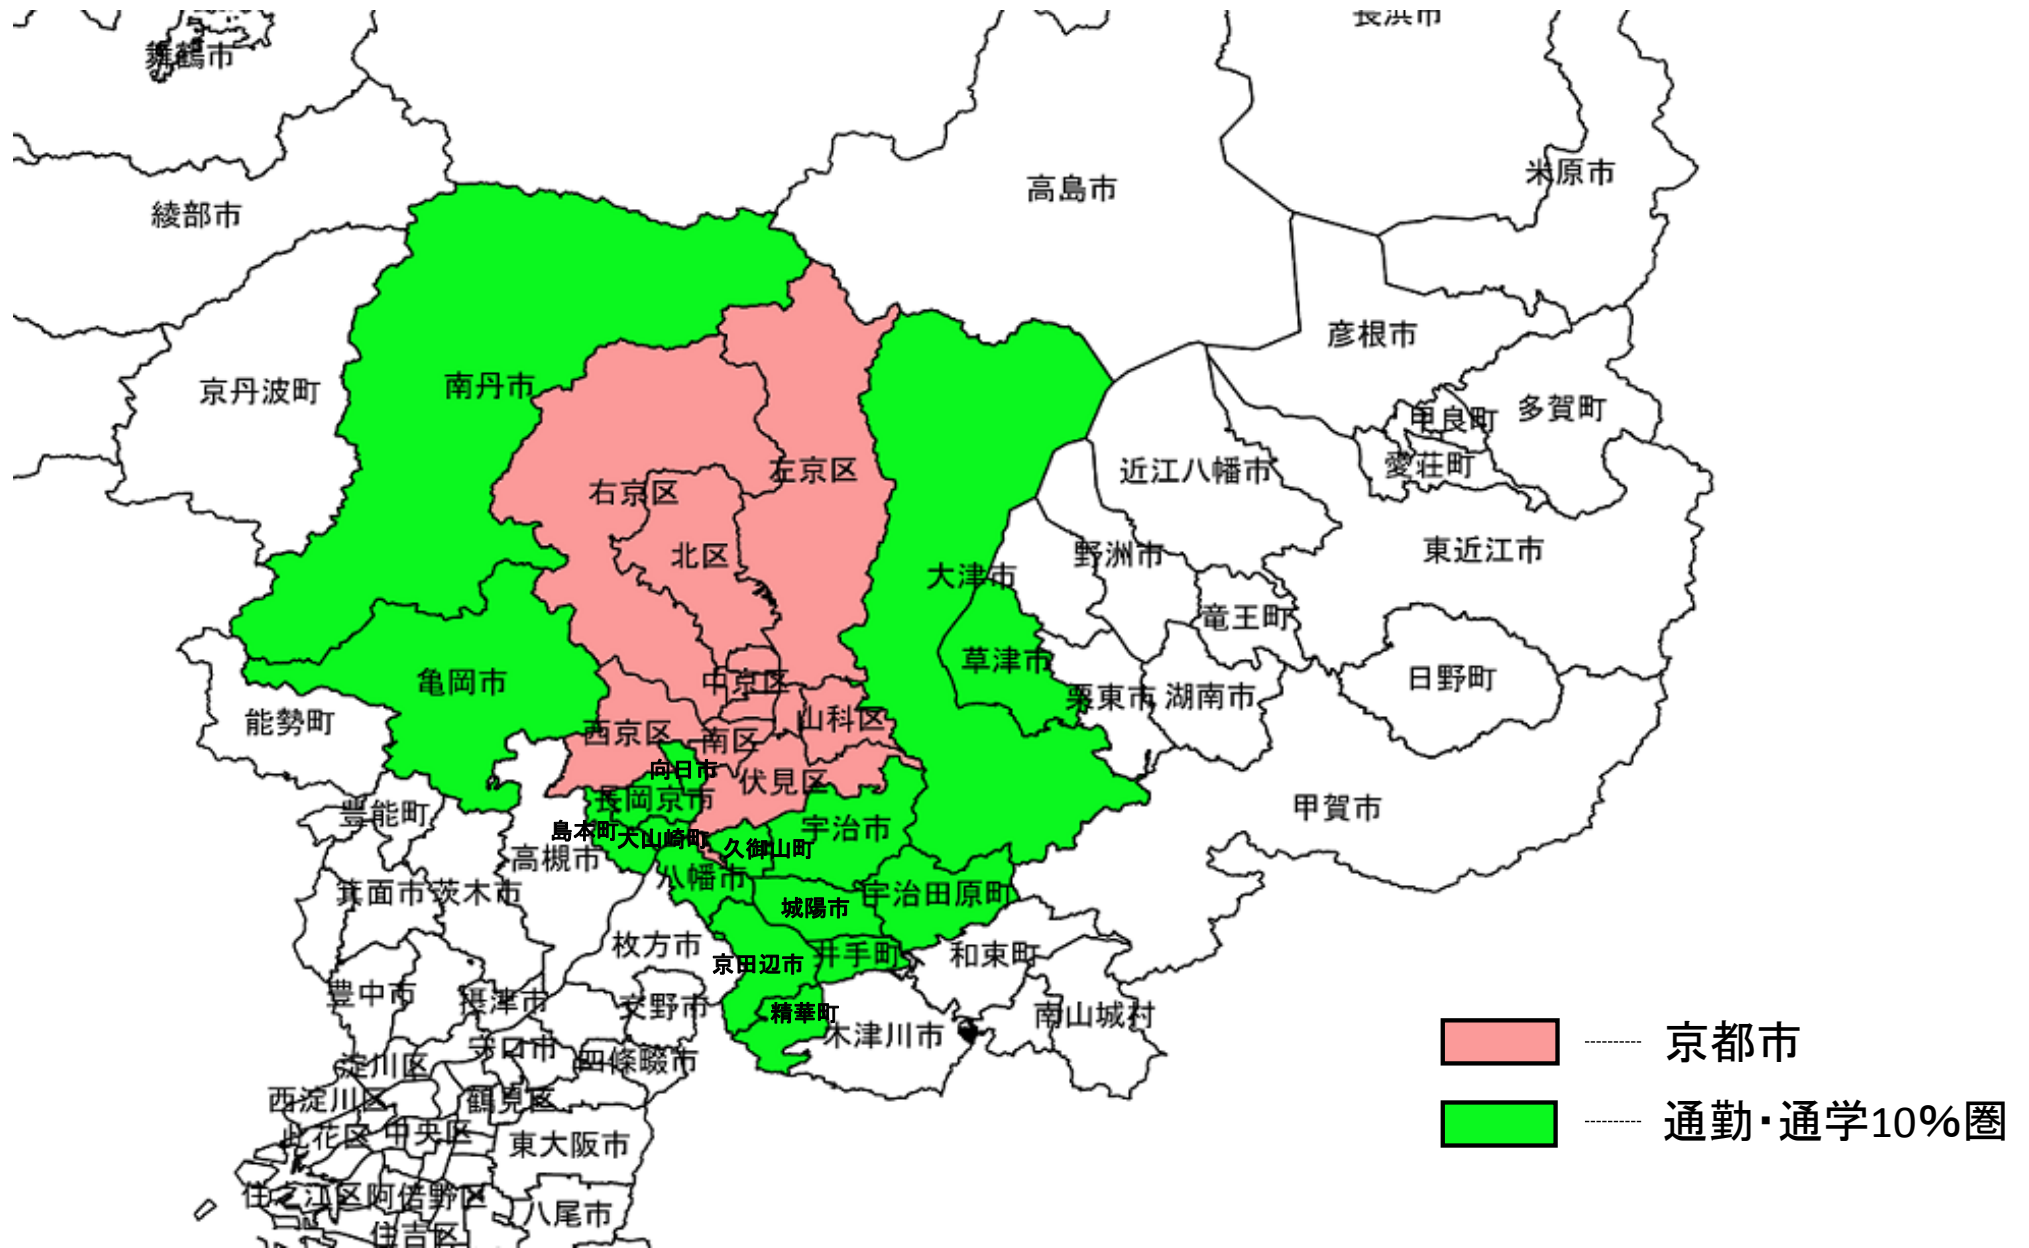 長浜市
舞鶴市
米原市
高島市
綾部市
彦根市
京丹波町
南丹市
多賀町
甲良町
愛荘町
左京区
近江八幡市
右京区
東近江市
北区
野洲市
大津市
竜王町
草津市
日野町
亀岡市
中京区
栗東市
湖南市
能勢町
山科区
西京区
南区
向日市
伏見区
長岡京市
甲賀市
豊能町
島本町
大山崎町
宇治市
久御山町
高槻市
八幡市
箕面市
茨木市
宇治田原町
城陽市
枚方市
井手町
和束町
京田辺市
豊中市
摂津市
交野市
精華町
南山城村
木津川市
京都市
守口市
淀川区
四條畷市
西淀川区
鶴見区
通勤・通学10%圏
此花区
中央区
東大阪市
住之江区
阿倍野区
八尾市
住吉区